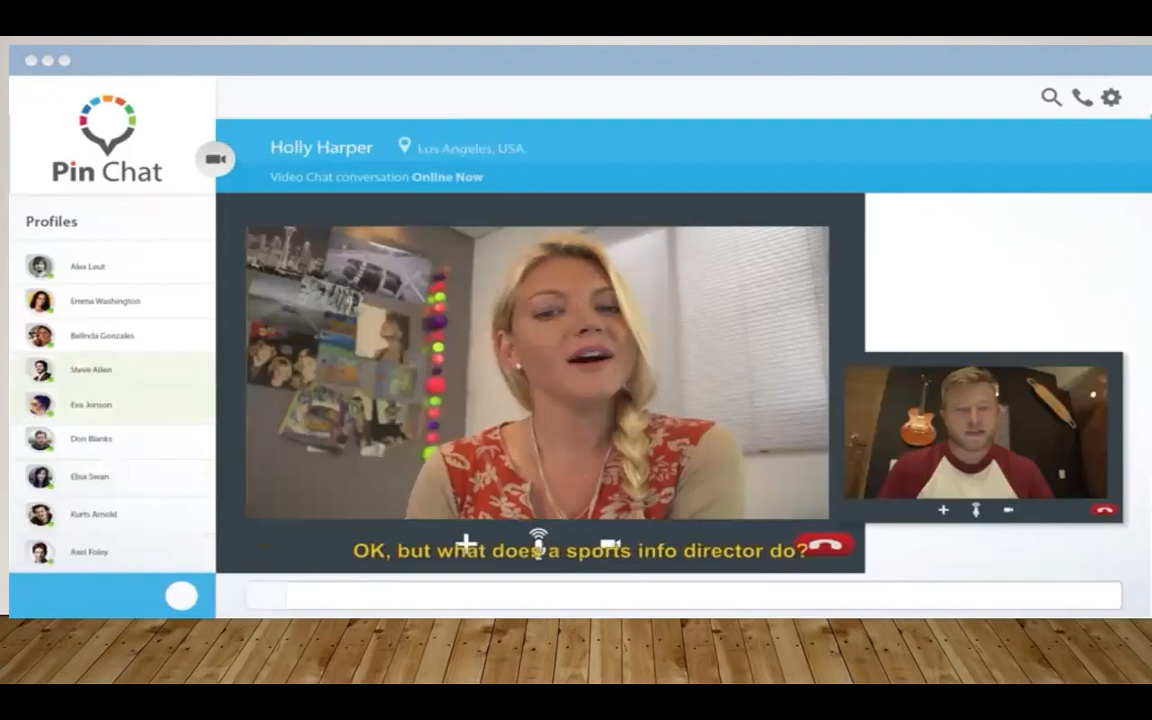 Pin Chat
Holly Harper
Los Angeles, USA.
Video Chat conversation Online Now
Profiles
Alex Leut
Emma Washington
Belinda Gonzales
Steve Allen
Eva Jonson
Don Blanks
Elisa Swan
Kurts Arnold
Axel Foley
OK, but what does a sports info director do?